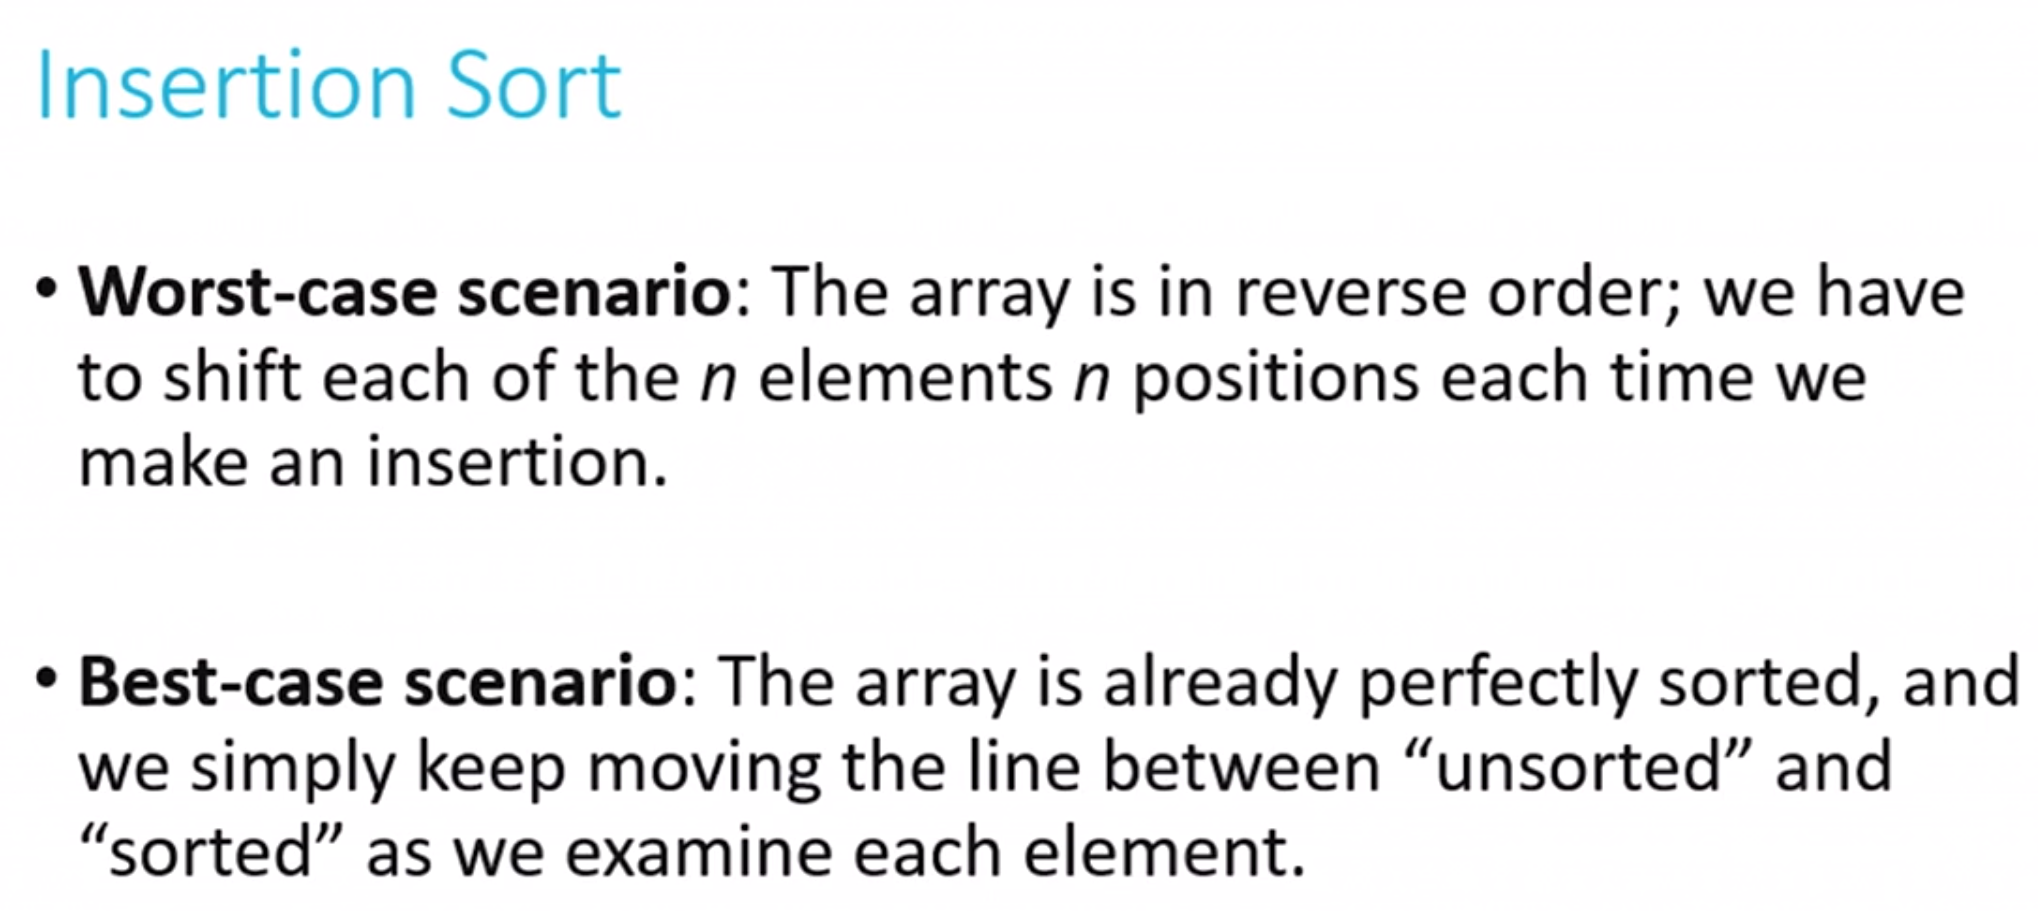 Insertion Sort
• Worst-case scenario: The array is in reverse order; we have
to shift each of the n elements n positions each time we
make an insertion.
• Best-case scenario: The array is already perfectly sorted, and
we simply keep moving the line between “unsorted” and
“sorted” as we examine each element.